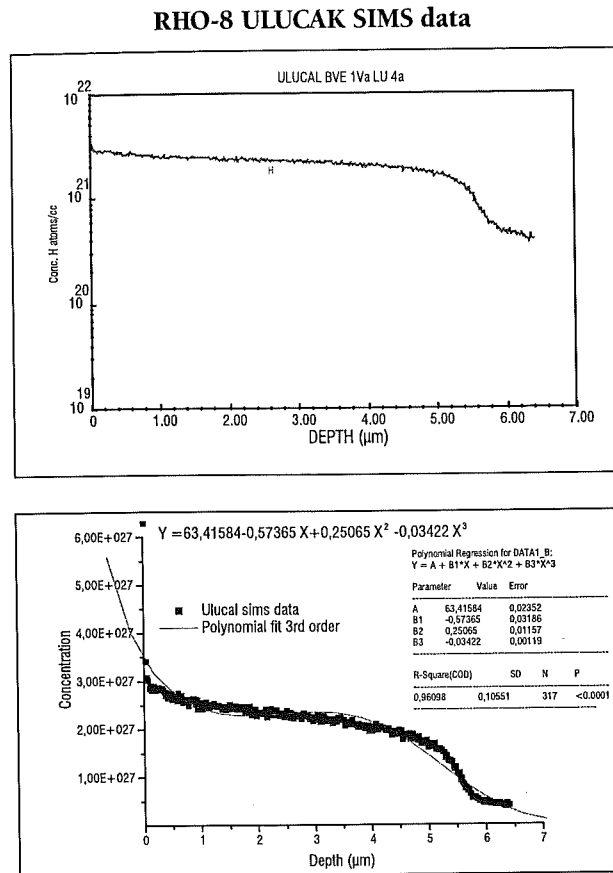 RHO-8 ULUCAK SIMS data
ULUCAL BVE 1Va LU 4a
10^22
10^21
10^20
10^19
Conc. H atoms/cc
H
0 1.00 2.00 3.00 4.00 5.00 6.00 7.00
DEPTH (µm)
Y =63,41584-0,57365 X+0,25065 X^2 -0,03422 X^3
6,00E+027
5,00E+027
4,00E+027
3,00E+027
2,00E+027
1,00E+027
Concentration
Ulucal sims data
Polynomial fit 3rd order
Polynomial Regression for DATA1_B:
Y = A + B1*X + B2*X^2 + B3*X^3
Parameter Value Error
A 63,41584 0,02352
B1 -0,57365 0,03186
B2 0,25065 0,01157
B3 -0,03422 0,00119
R-Square(COD) SD N P
0,96098 0,10551 317 <0.0001
0 1 2 3 4 5 6 7
Depth (µm)